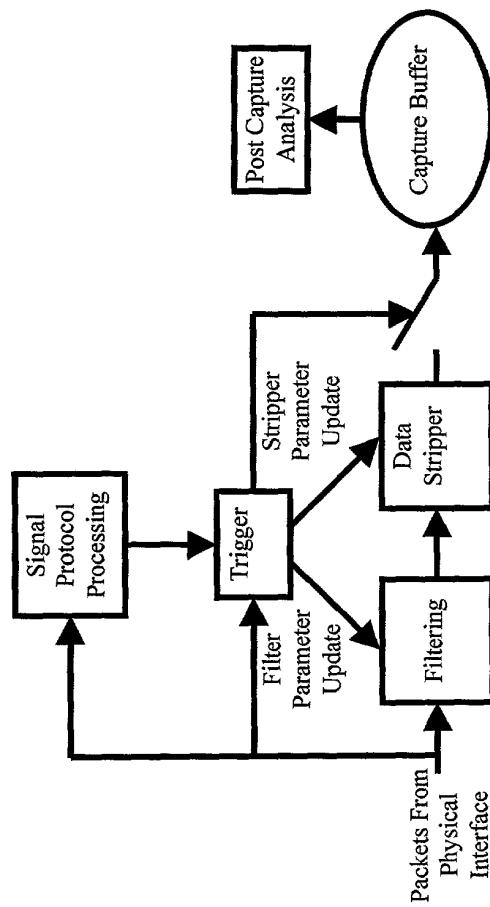 Signal
Protocol
Processing
Post Capture
Analysis
Trigger
Filter
Parameter
Update
Stripper
Parameter
Update
Capture Buffer
Packets From
Physical
Interface
Filtering
Data
Stripper